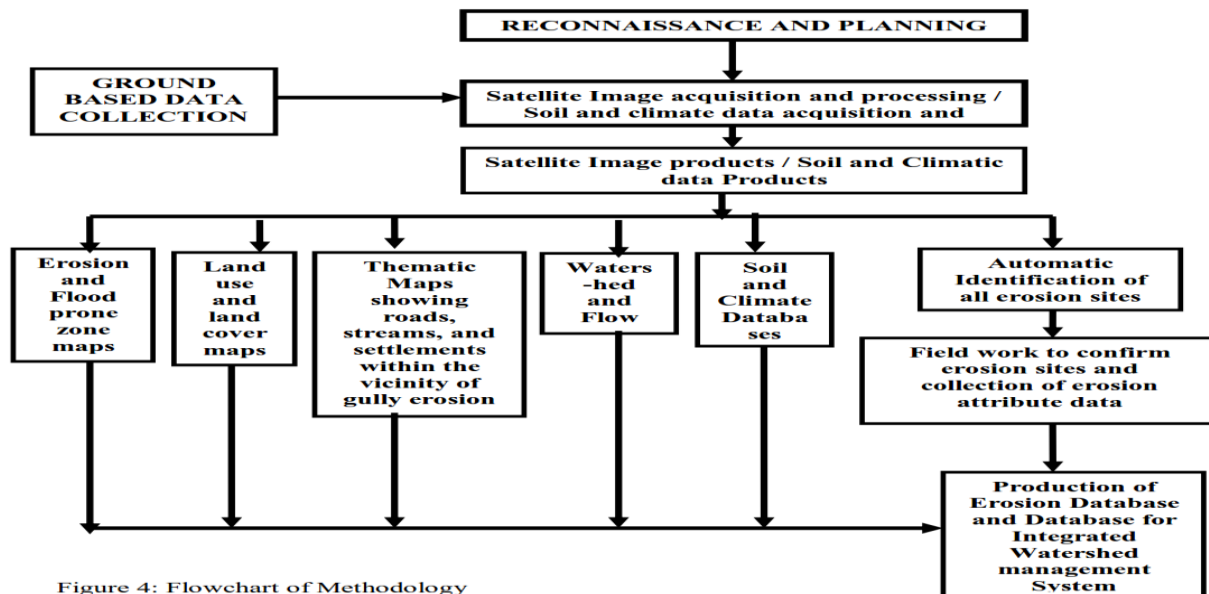 RECONNAISSANCE AND PLANNING
GROUND
BASED DATA
COLLECTION
Satellite Image acquisition and processing /
Soil and climate data acquisition and
Satellite Image products / Soil and Climatic
data Products
Erosion
and
Flood
prone
zone
maps
Land
use
and
land
cover
maps
Thematic
Maps
showing
roads,
streams, and
settlements
within the
vicinity of
gully erosion
Waters
-hed
and
Flow
Soil
and
Climate
Databa
ses
Automatic
Identification of
all erosion sites
Field work to confirm
erosion sites and
collection of erosion
attribute data
Production of
Erosion Database
and Database for
Integrated
Watershed
management
System
Figure 4: Flowchart of Methodology